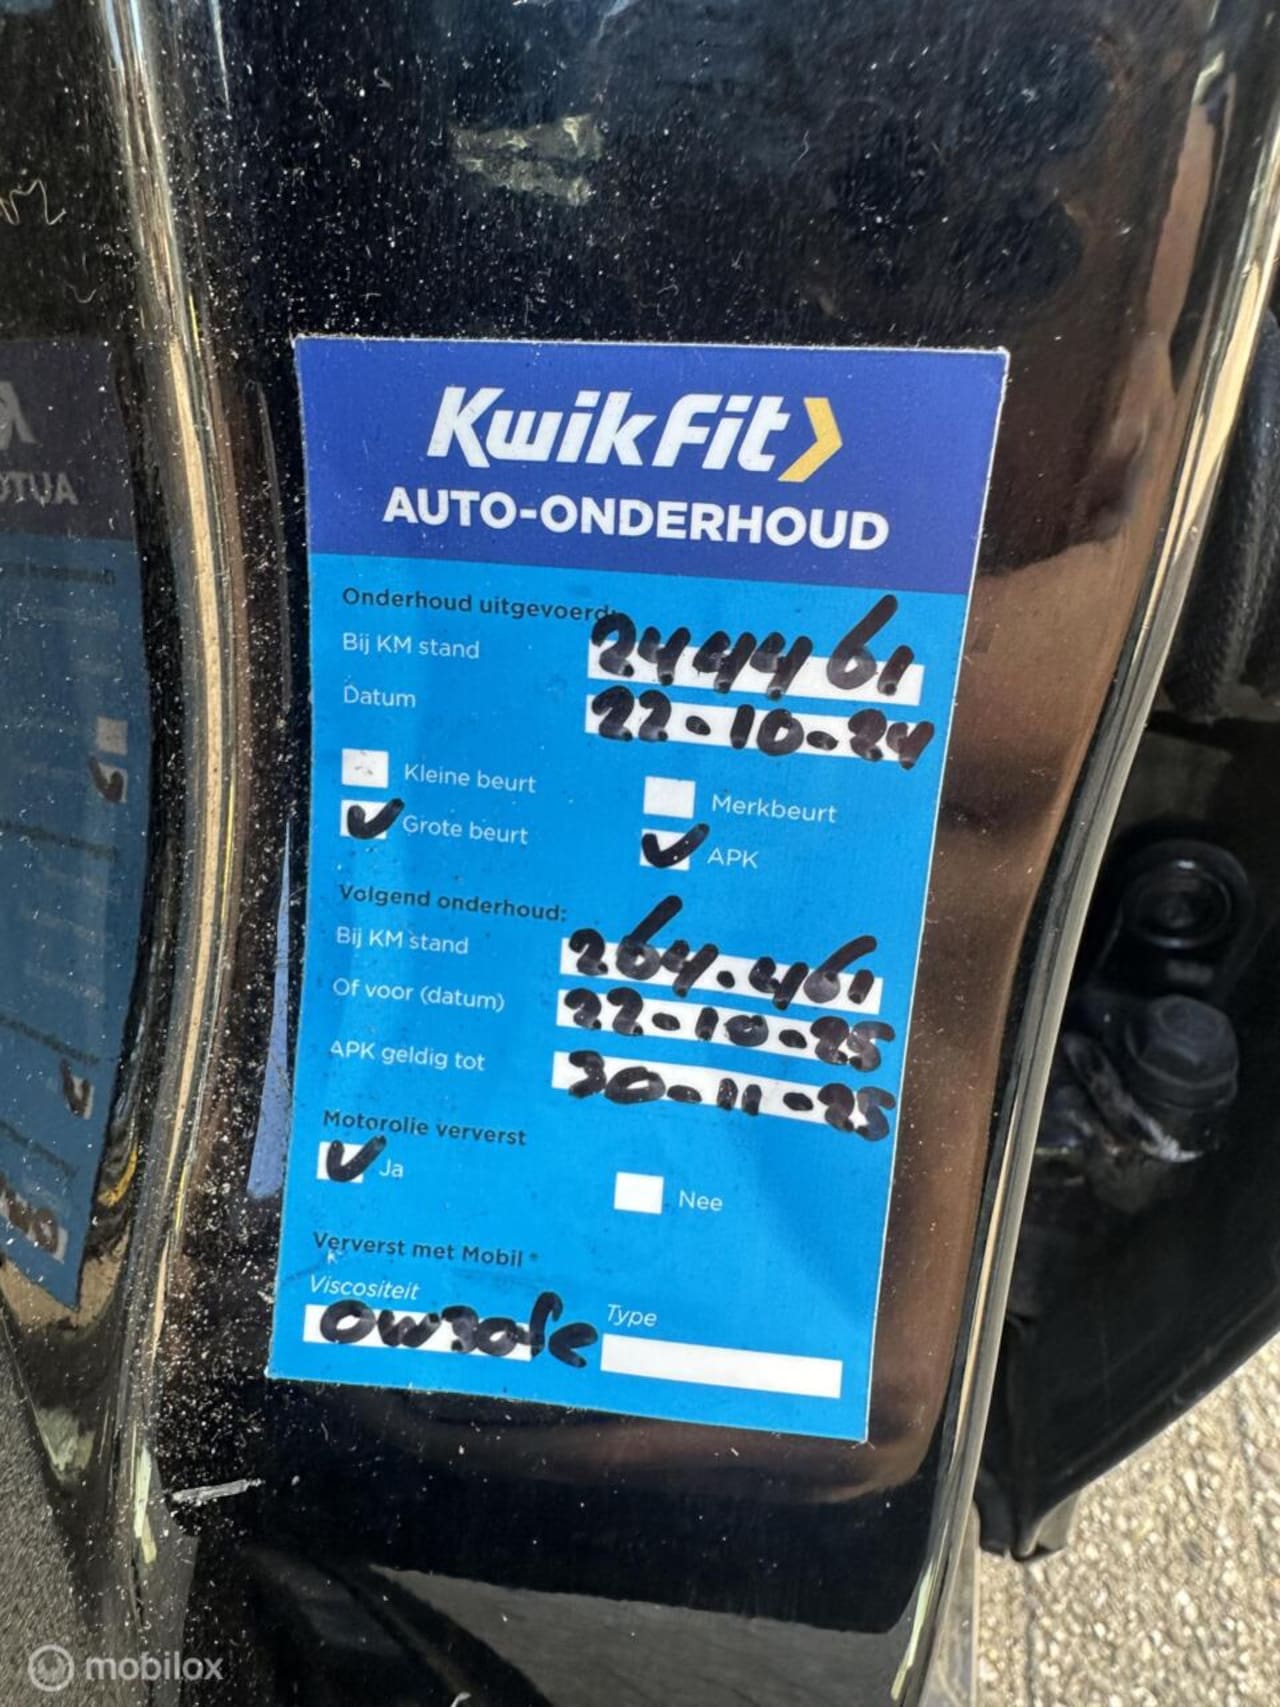 KwikFit
AUTO-ONDERHOUD
Onderhoud uitgevoerd:
Bij KM stand 244461
Datum 22-10-24
Kleine beurt Merkbeurt
Grote beurt APK
Volgend onderhoud:
Bij KM stand 264.461
Of voor (datum) 22-10-25
APK geldig tot 30-11-25
Motorolie ververst
Ja Nee
Ververst met Mobil
Viscositeit Type
0W30
mobilox